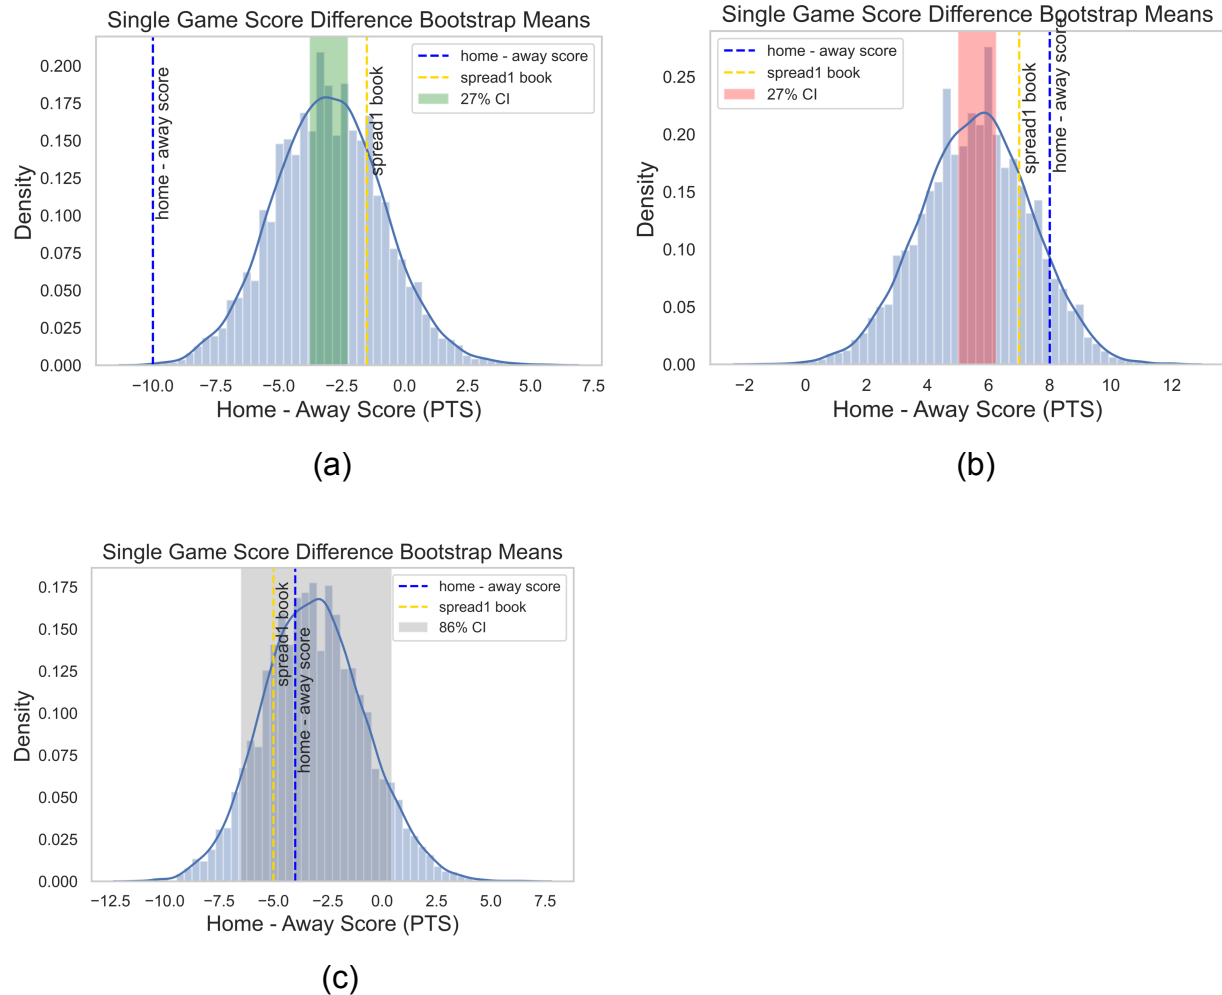 Single Game Score Difference Bootstrap Means
home - away score
spread1 book
27% CI
home - away score
spread1 book
Density
0.200
0.175
0.150
0.125
0.100
0.075
0.050
0.025
0.000
−10.0 −7.5 −5.0 −2.5 0.0 2.5 5.0 7.5
Home - Away Score (PTS)
(a)
Single Game Score Difference Bootstrap Means
home - away score
spread1 book
27% CI
spread1 book
home - away score
Density
0.25
0.20
0.15
0.10
0.05
0.00
−2 0 2 4 6 8 10 12
Home - Away Score (PTS)
(b)
Single Game Score Difference Bootstrap Means
home - away score
spread1 book
86% CI
spread1 book
home - away score
Density
0.175
0.150
0.125
0.100
0.075
0.050
0.025
0.000
−12.5 −10.0 −7.5 −5.0 −2.5 0.0 2.5 5.0 7.5
Home - Away Score (PTS)
(c)